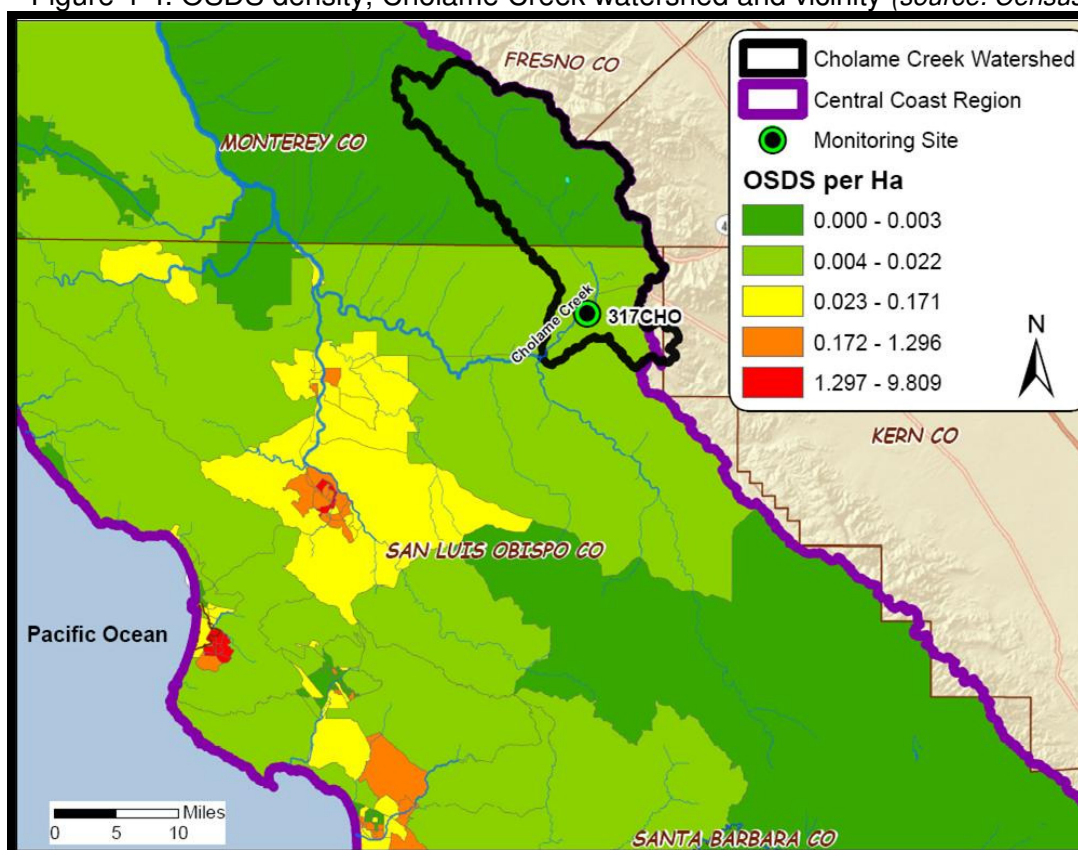 Figure 1-4. OSDS density, Cholame Creek watershed and vicinity (source: Census
FRESNO CO
MONTEREY CO
Cholame Creek Watershed
Central Coast Region
Monitoring Site
OSDS per Ha
0.000 - 0.003
0.004 - 0.022
0.023 - 0.171
0.172 - 1.296
1.297 - 9.809
N
4
Cholame Creek
317CHO
KERN CO
SAN LUIS OBISPO CO
Pacific Ocean
Miles
0 5 10
SANTA BARBARA CO